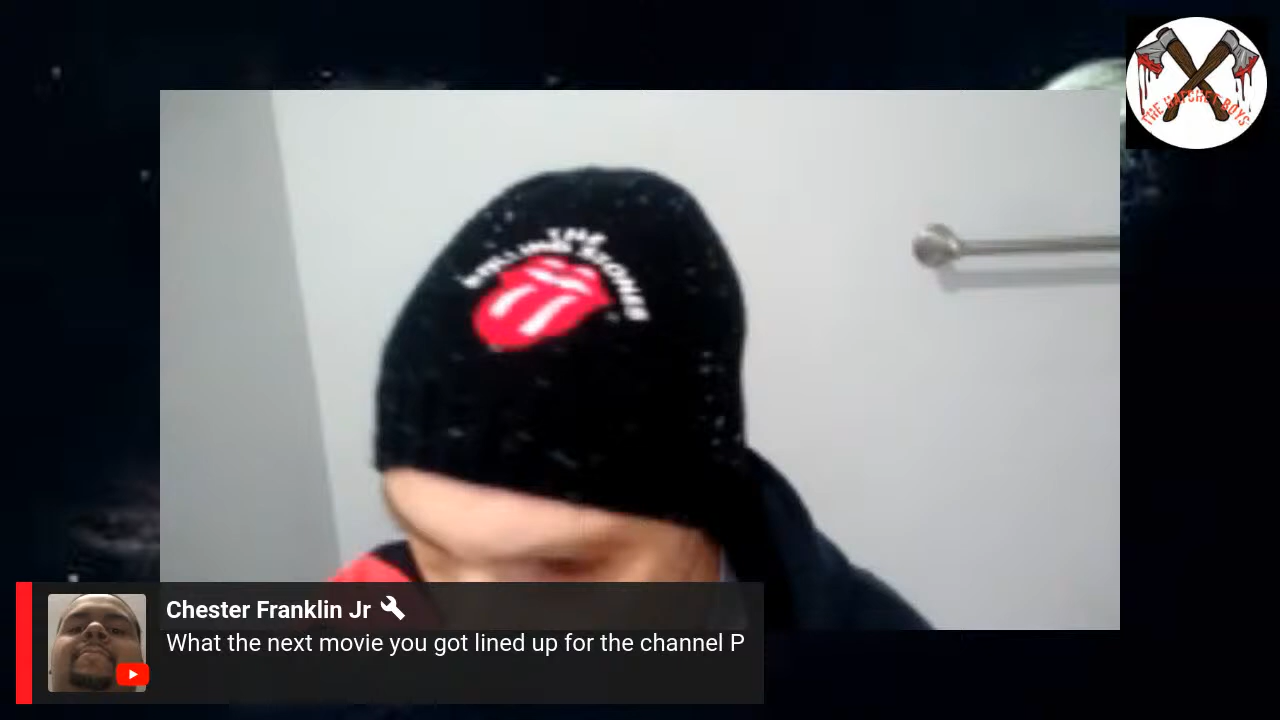 THE HATCHET BOYS
THE
ROLLING STONES
Chester Franklin Jr
What the next movie you got lined up for the channel P